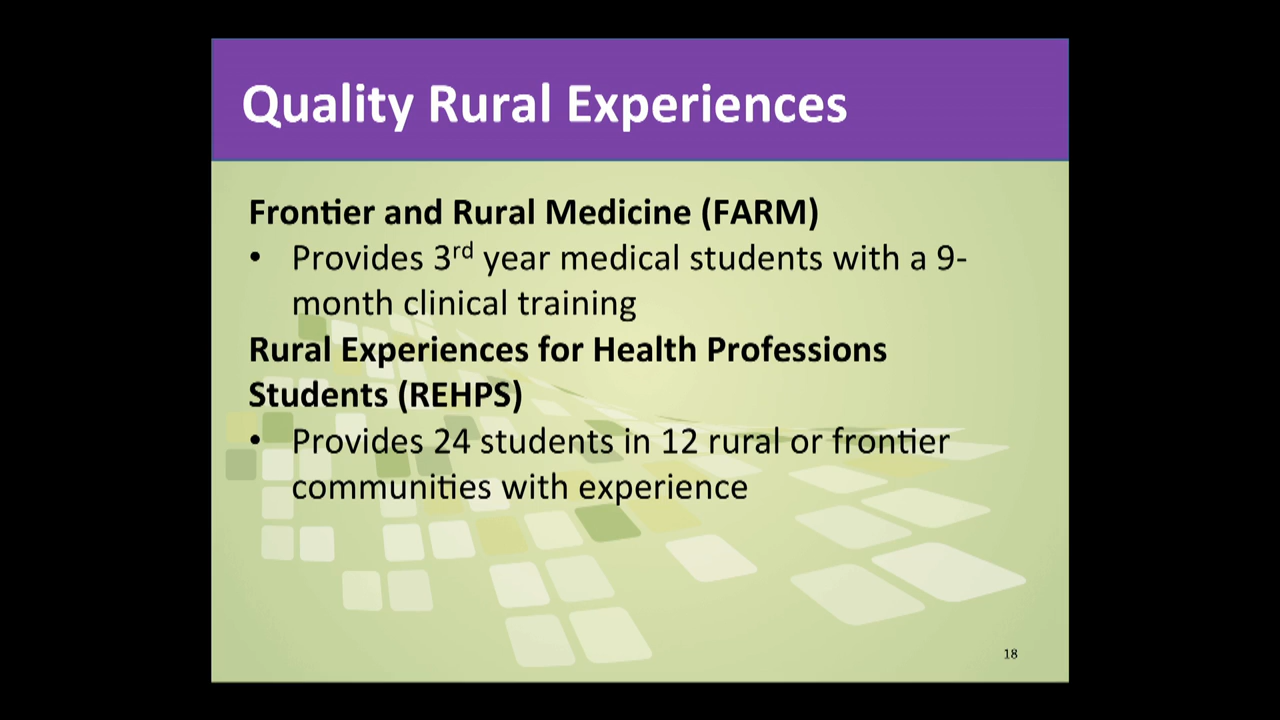 Quality Rural Experiences
Frontier and Rural Medicine (FARM)
• Provides 3rd year medical students with a 9-
month clinical training
Rural Experiences for Health Professions
Students (REHPS)
• Provides 24 students in 12 rural or frontier
communities with experience
18